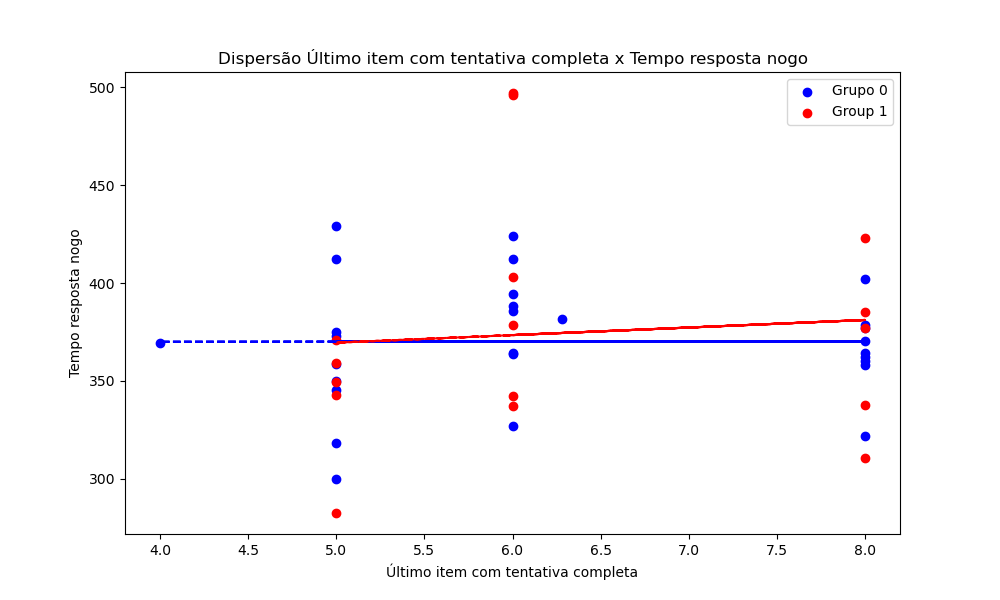 Dispersão Último item com tentativa completa x Tempo resposta nogo
Grupo 0
Group 1
Tempo resposta nogo
500
450
400
350
300
4.0 4.5 5.0 5.5 6.0 6.5 7.0 7.5 8.0
Último item com tentativa completa